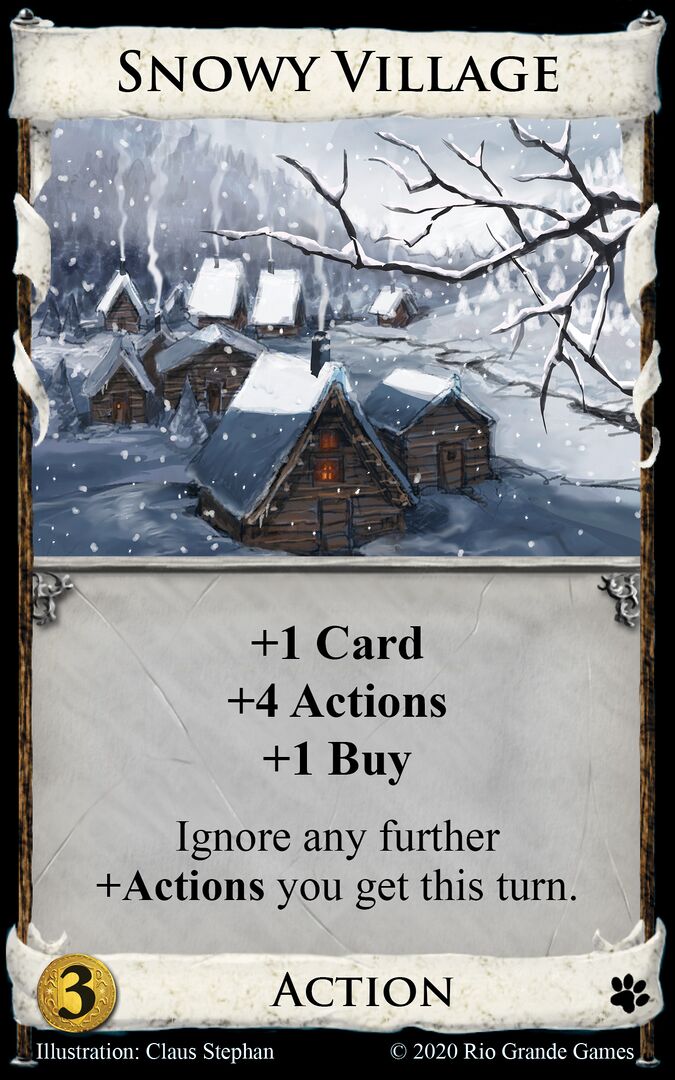 Snowy Village
+1 Card
+4 Actions
+1 Buy
Ignore any further
+Actions you get this turn.
3
Action
Illustration: Claus Stephan
© 2020 Rio Grande Games